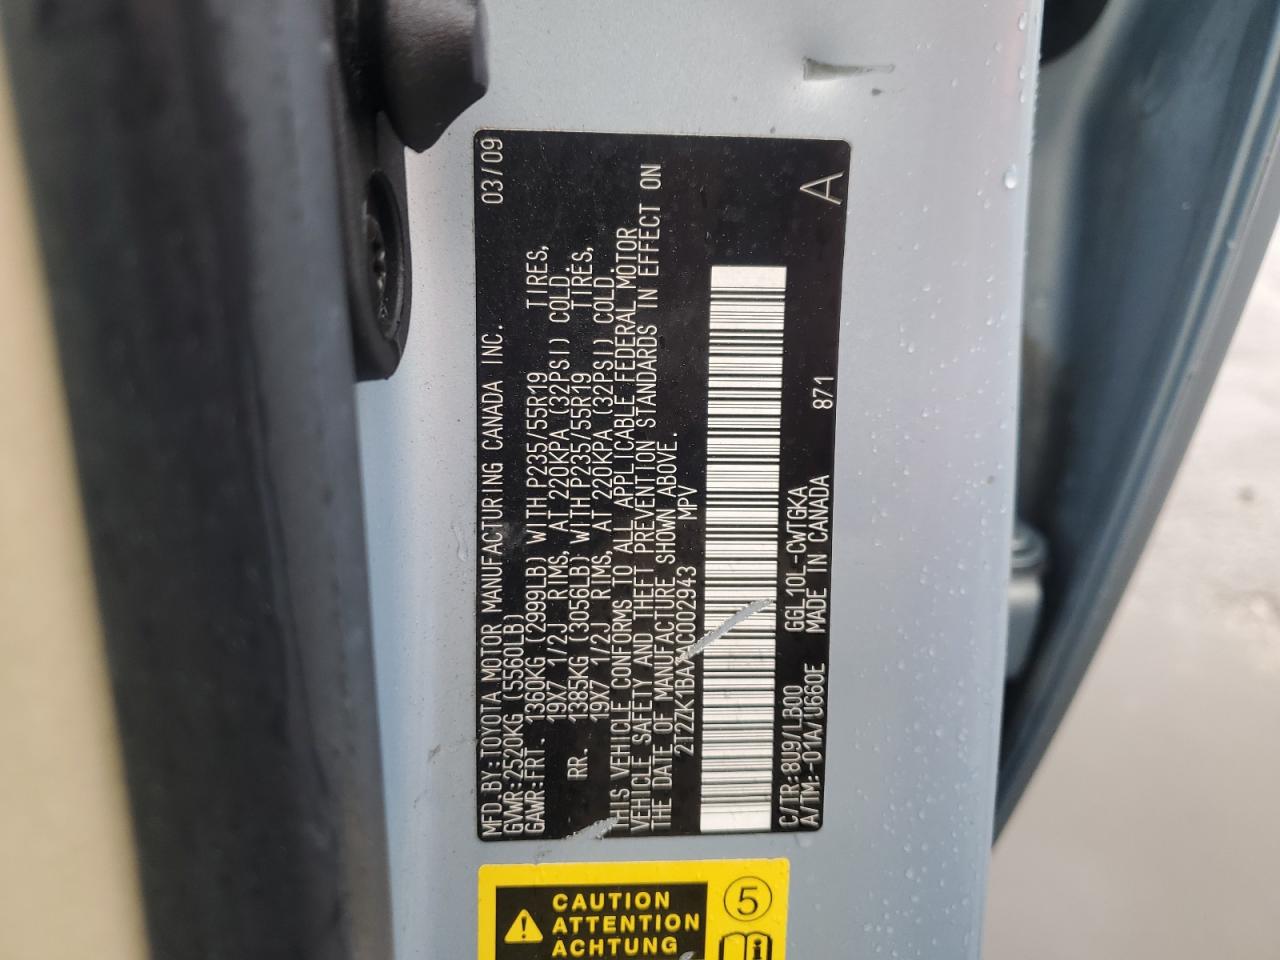 MFD.BY:TOYOTA MOTOR MANUFACTURING CANADA INC. 03/09
GVWR:2520KG (5560LB)
GAWR:FRT. 1360KG (2999LB) WITH P235/55R19 TIRES,
19X7 1/2J RIMS, AT 220KPA (32PSI) COLD.
RR. 1385KG (3056LB) WITH P235/55R19 TIRES,
19X7 1/2J RIMS, AT 220KPA (32PSI) COLD.
THIS VEHICLE CONFORMS TO ALL APPLICABLE FEDERAL MOTOR
VEHICLE SAFETY AND THEFT PREVENTION STANDARDS IN EFFECT ON
THE DATE OF MANUFACTURE SHOWN ABOVE.
MPV
C/TR:8U9/LB00 GGL10L-CWTGKA A
A/TM:-01A/U660E MADE IN CANADA 871
CAUTION
ATTENTION
ACHTUNG
5
i